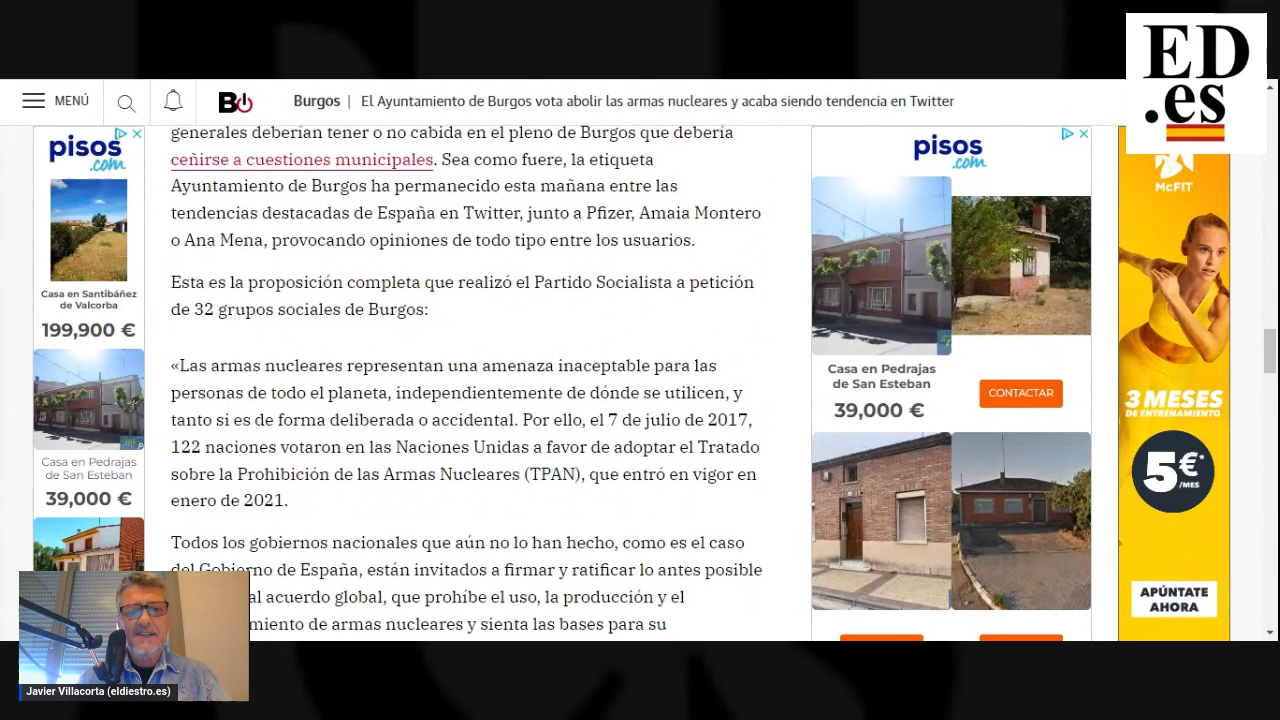 ED
.es
MENÚ
BO
Burgos | El Ayuntamiento de Burgos vota abolir las armas nucleares y acaba siendo tendencia en Twitter
pisos
.com
Casa en Santibáñez
de Valcorba
199,900 €
Casa en Pedrajas
de San Esteban
39,000 €
generales deberían tener o no cabida en el pleno de Burgos que debería
ceñirse a cuestiones municipales. Sea como fuere, la etiqueta
Ayuntamiento de Burgos ha permanecido esta mañana entre las
tendencias destacadas de España en Twitter, junto a Pfizer, Amaia Montero
o Ana Mena, provocando opiniones de todo tipo entre los usuarios.
Esta es la proposición completa que realizó el Partido Socialista a petición
de 32 grupos sociales de Burgos:
«Las armas nucleares representan una amenaza inaceptable para las
personas de todo el planeta, independientemente de dónde se utilicen, y
tanto si es de forma deliberada o accidental. Por ello, el 7 de julio de 2017,
122 naciones votaron en las Naciones Unidas a favor de adoptar el Tratado
sobre la Prohibición de las Armas Nucleares (TPAN), que entró en vigor en
enero de 2021.
Todos los gobiernos nacionales que aún no lo han hecho, como es el caso
del Gobierno de España, están invitados a firmar y ratificar lo antes posible
al acuerdo global, que prohíbe el uso, la producción y el
miento de armas nucleares y sienta las bases para su
pisos
.com
Casa en Pedrajas
de San Esteban
39,000 €
CONTACTAR
McFIT
3 MESES
DE ENTRENAMIENTO
5€*
/MES
APÚNTATE
AHORA
Javier Villacorta (eldiestro.es)